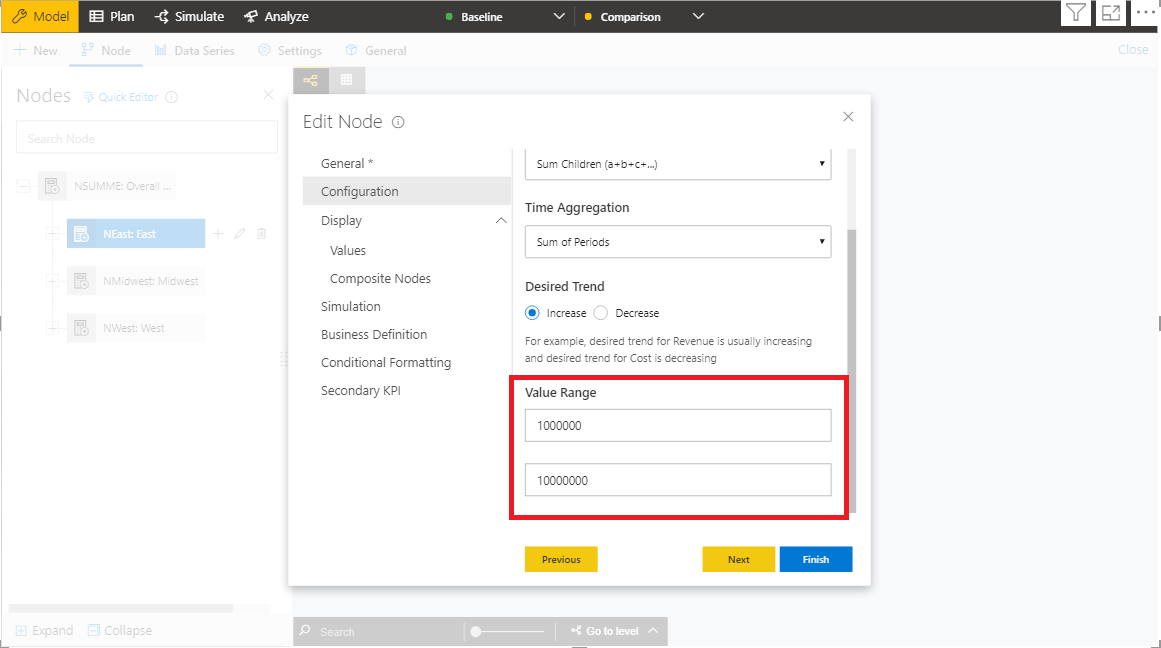 Model Plan Simulate Analyze Baseline Comparison
New Node Data Series Settings General Close
Nodes Quick Editor
Search Node
NSUMME: Overall ...
NEast: East
NMidwest: Midwest
NWest: West
Expand Collapse
Edit Node
General *
Configuration
Display
Values
Composite Nodes
Simulation
Business Definition
Conditional Formatting
Secondary KPI
Sum Children (a+b+c+...)
Time Aggregation
Sum of Periods
Desired Trend
Increase Decrease
For example, desired trend for Revenue is usually increasing
and desired trend for Cost is decreasing
Value Range
1000000
10000000
Previous Next Finish
Search Go to level